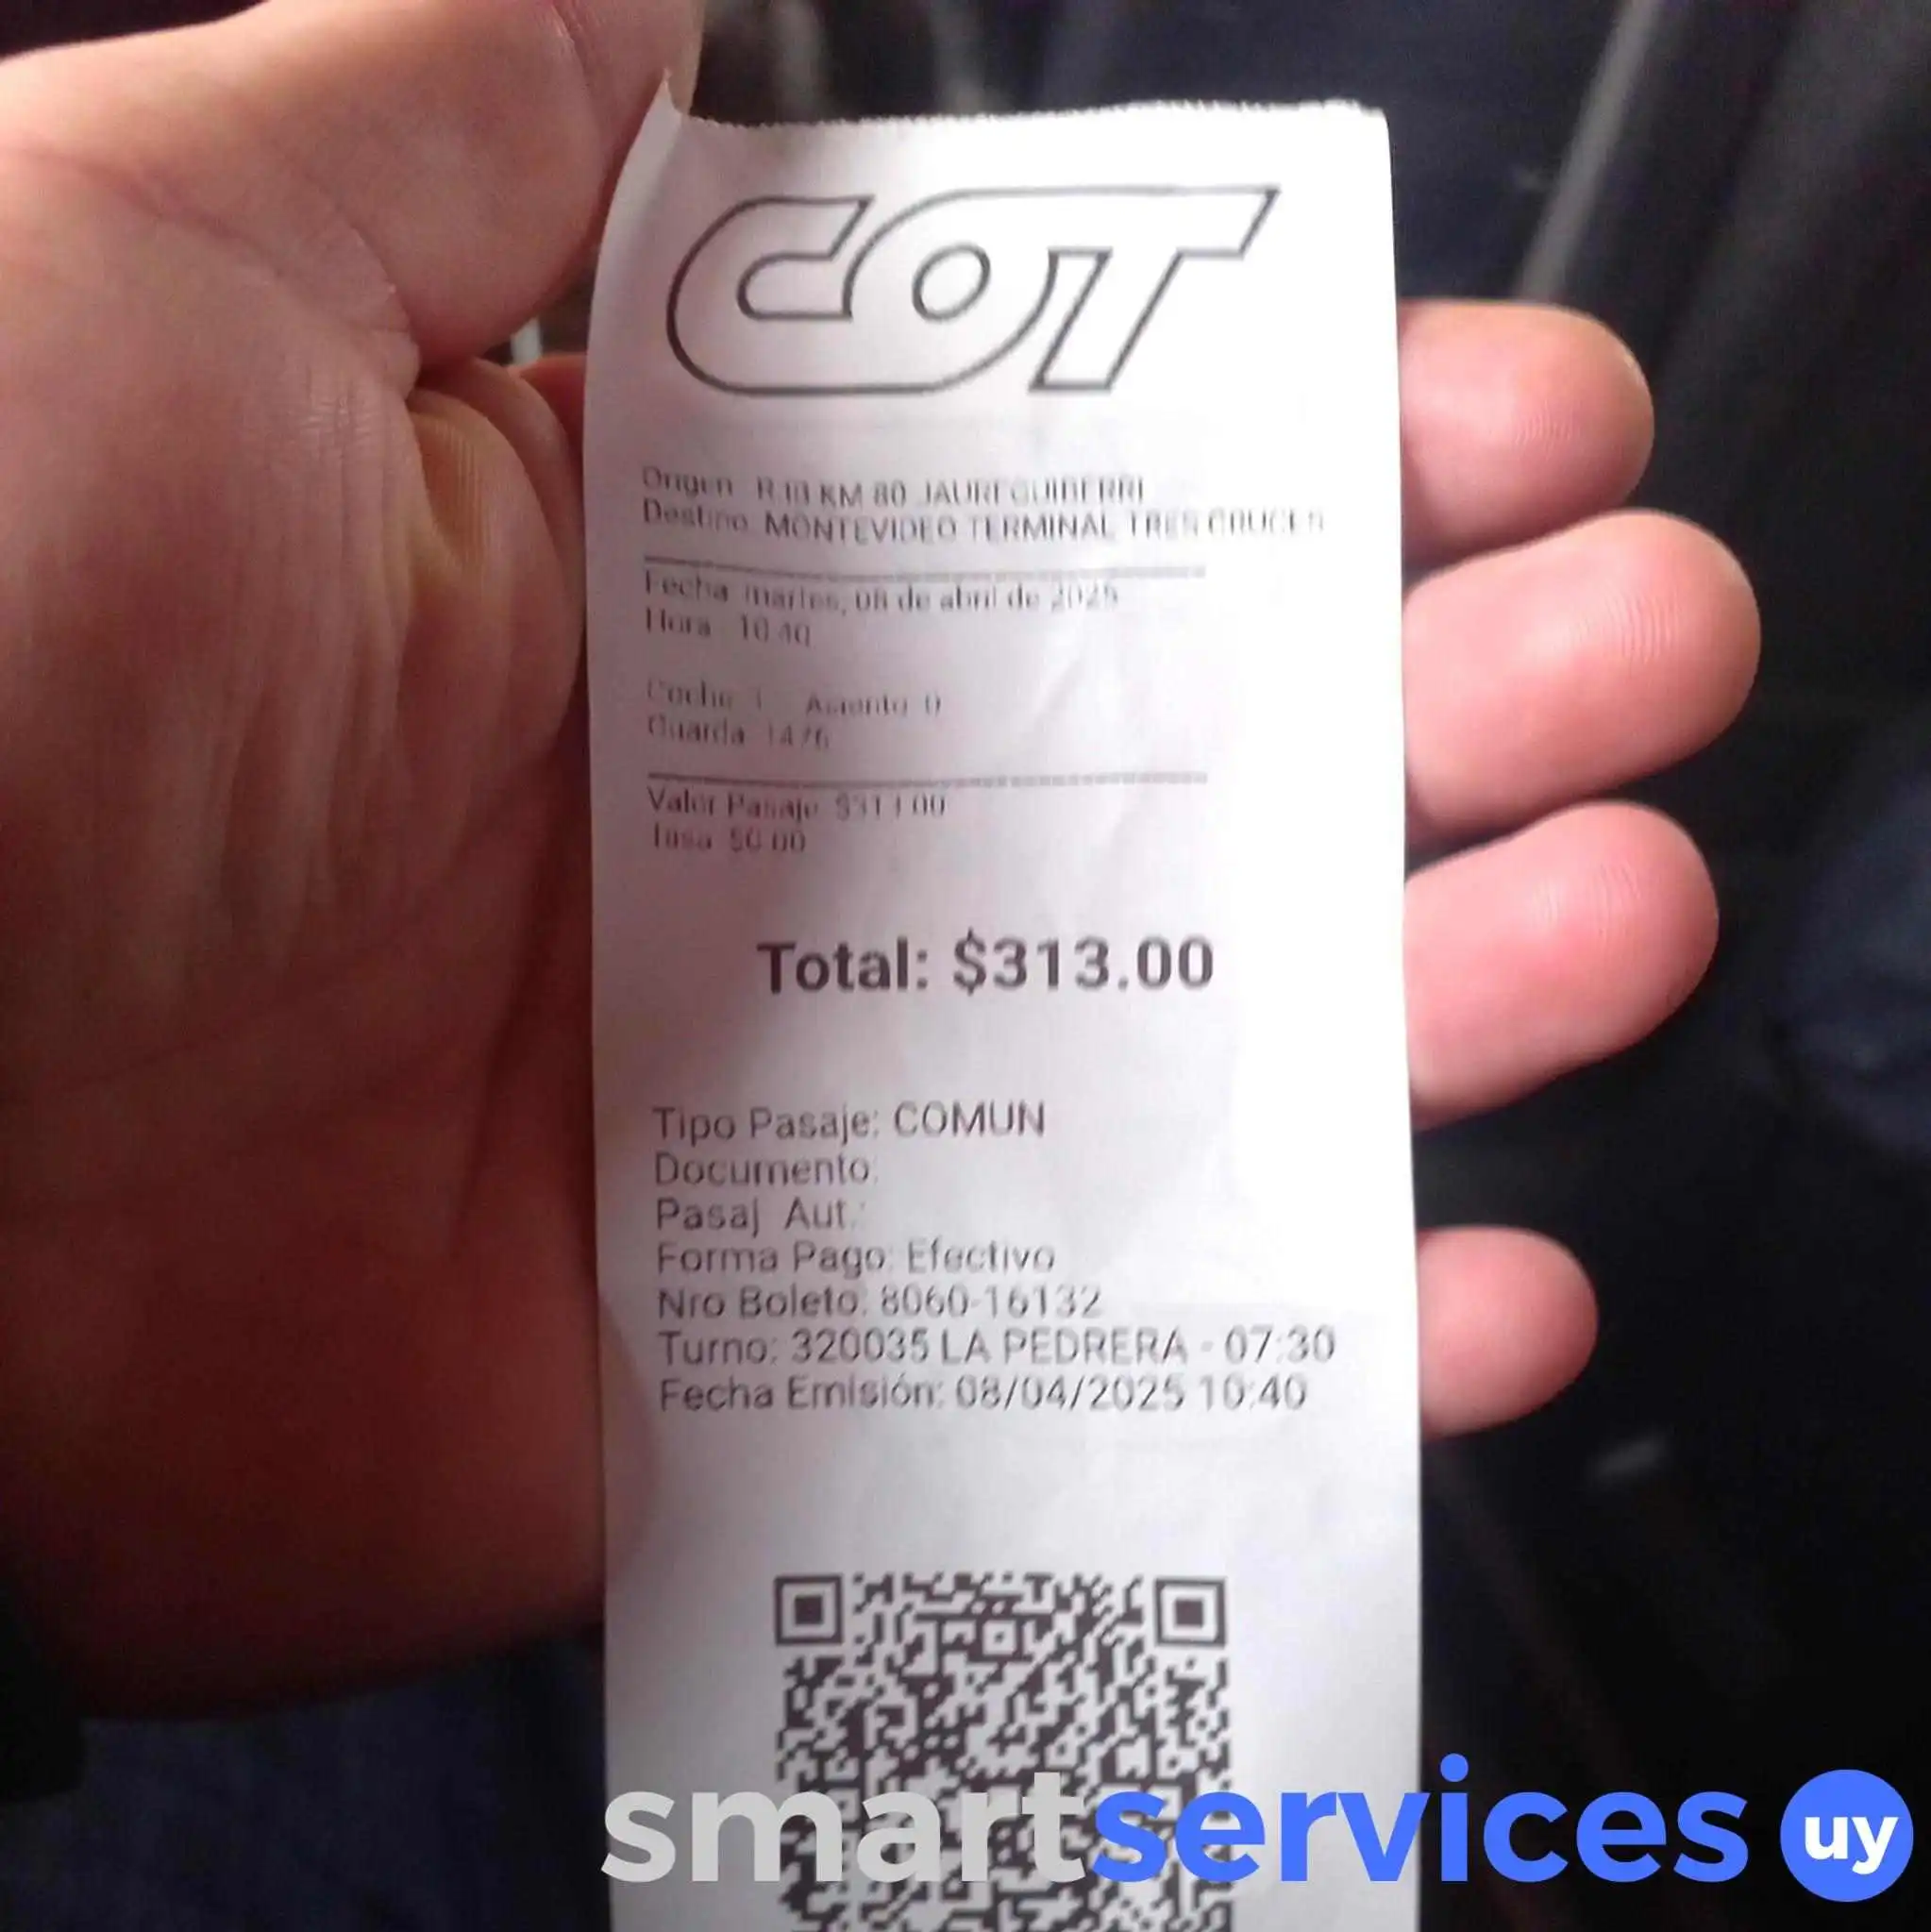 COT
Origen: R.10 KM 80 JAUREGUIBERRI
Destino: MONTEVIDEO TERMINAL TRES CRUCES
Fecha: martes, 08 de abril de 2025
Hora: 10:40
Coche: 1 Asiento: 0
Guarda: 1476
Valor Pasaje: $313.00
Tasa: $0.00
Total: $313.00
Tipo Pasaje: COMUN
Documento:
Pasaj. Aut.:
Forma Pago: Efectivo
Nro Boleto: 8060-16132
Turno: 320035 LA PEDRERA - 07:30
Fecha Emisión: 08/04/2025 10:40
smartservices uy